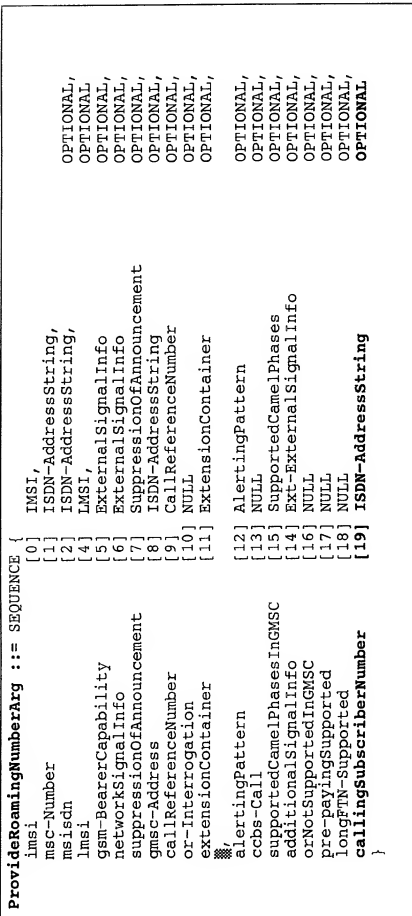 ProvideRoamingNumberArg ::= SEQUENCE {
imsi [0] IMSI,
msc-Number [1] ISDN-AddressString,
msisdn [2] ISDN-AddressString, OPTIONAL,
lmsi [4] LMSI, OPTIONAL,
gsm-BearerCapability [5] ExternalSignalInfo OPTIONAL,
networkSignalInfo [6] ExternalSignalInfo OPTIONAL,
suppressionOfAnnouncement [7] SuppressionOfAnnouncement OPTIONAL,
gmsc-Address [8] ISDN-AddressString OPTIONAL,
callReferenceNumber [9] CallReferenceNumber OPTIONAL,
or-Interrogation [10] NULL OPTIONAL,
extensionContainer [11] ExtensionContainer OPTIONAL,
,
alertingPattern [12] AlertingPattern OPTIONAL,
ccbs-Call [13] NULL OPTIONAL,
supportedCamelPhasesInGMSC [15] SupportedCamelPhases OPTIONAL,
additionalSignalInfo [14] Ext-ExternalSignalInfo OPTIONAL,
orNotSupportedInGMSC [16] NULL OPTIONAL,
pre-payingSupported [17] NULL OPTIONAL,
longFTN-Supported [18] NULL OPTIONAL,
callingSubscriberNumber [19] ISDN-AddressString OPTIONAL
}